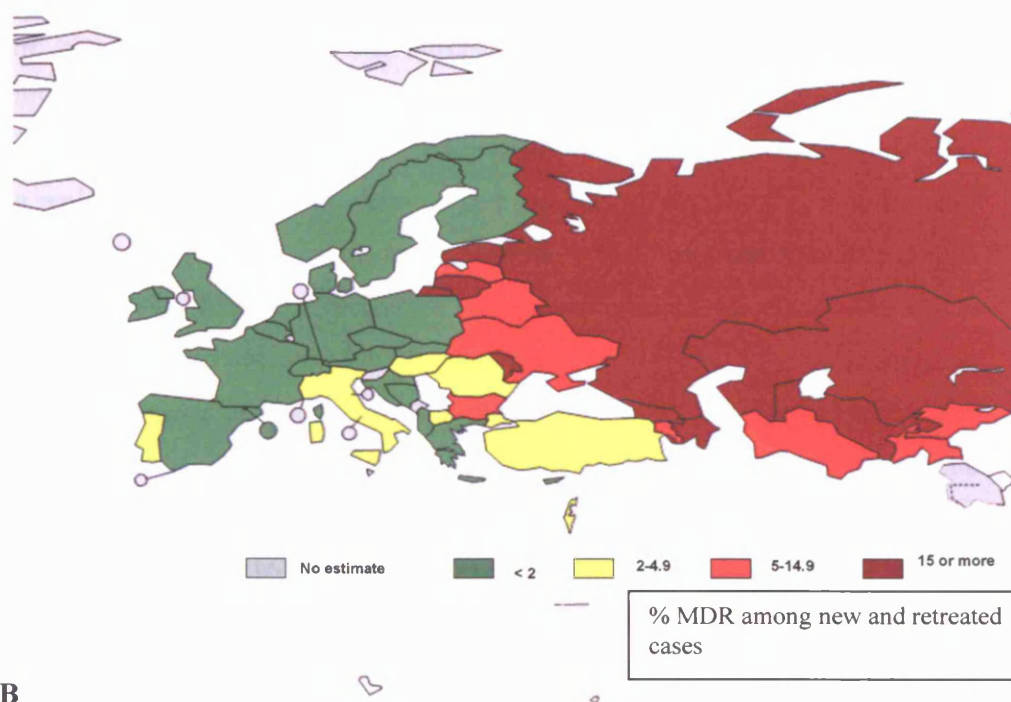 No estimate
< 2
2-4.9
5-14.9
15 or more
% MDR among new and retreated
cases
B